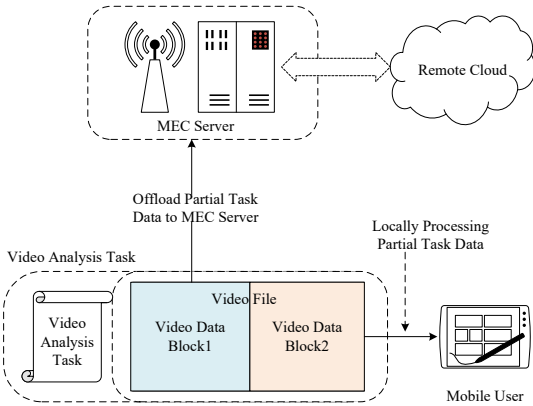 Remote Cloud
MEC Server
Offload Partial Task
Data to MEC Server
Locally Processing
Partial Task Data
Video Analysis Task
Video File
Video
Analysis
Task
Video Data
Block1
Video Data
Block2
Mobile User